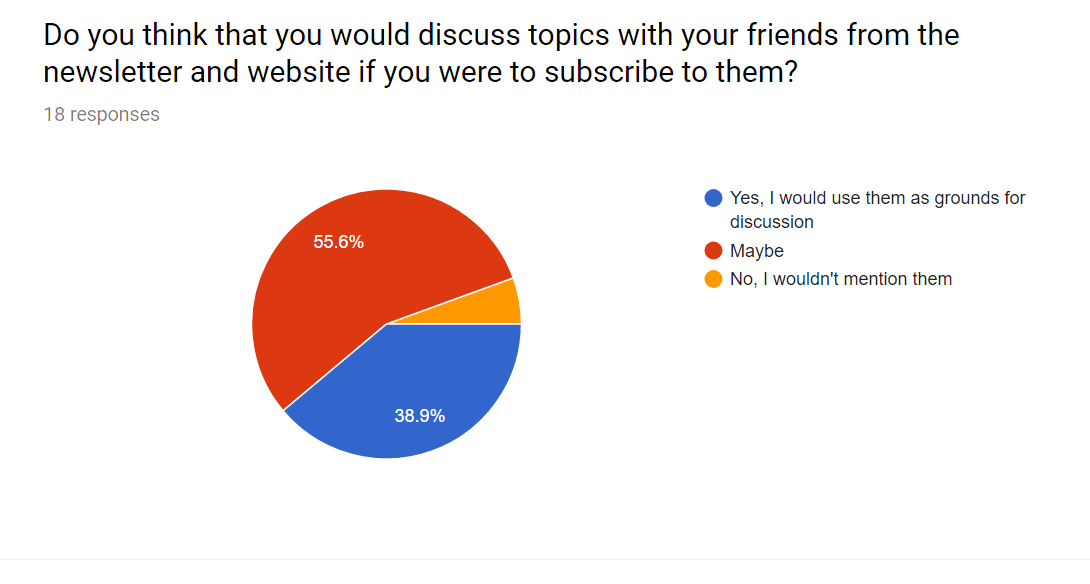 Do you think that you would discuss topics with your friends from the
newsletter and website if you were to subscribe to them?
18 responses
55.6%
38.9%
Yes, I would use them as grounds for
discussion
Maybe
No, I wouldn't mention them